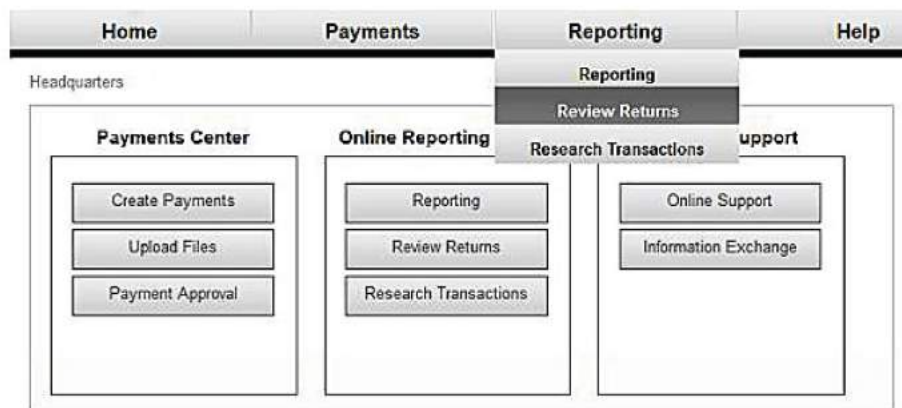 Home Payments Reporting Help
Reporting
Headquarters
Review Returns
Research Transactions
Payments Center Online Reporting upport
Create Payments Reporting Online Support
Upload Files Review Returns Information Exchange
Payment Approval Research Transactions